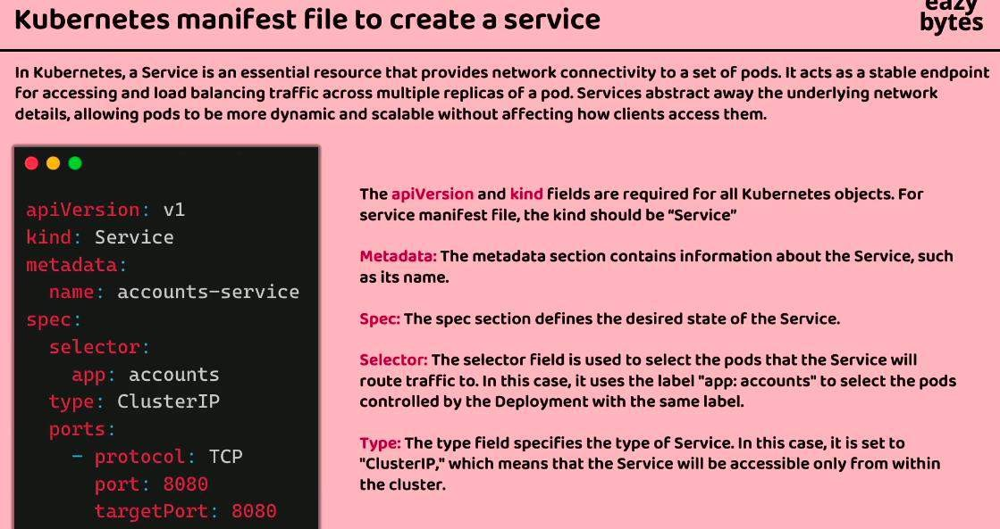 Kubernetes manifest file to create a service
eazy
bytes
In Kubernetes, a Service is an essential resource that provides network connectivity to a set of pods. It acts as a stable endpoint
for accessing and load balancing traffic across multiple replicas of a pod. Services abstract away the underlying network
details, allowing pods to be more dynamic and scalable without affecting how clients access them.
apiVersion: v1
kind: Service
metadata:
  name: accounts-service
spec:
  selector:
    app: accounts
  type: ClusterIP
  ports:
    - protocol: TCP
      port: 8080
      targetPort: 8080
The apiVersion and kind fields are required for all Kubernetes objects. For
service manifest file, the kind should be “Service”
Metadata: The metadata section contains information about the Service, such
as its name.
Spec: The spec section defines the desired state of the Service.
Selector: The selector field is used to select the pods that the Service will
route traffic to. In this case, it uses the label "app: accounts" to select the pods
controlled by the Deployment with the same label.
Type: The type field specifies the type of Service. In this case, it is set to
"ClusterIP," which means that the Service will be accessible only from within
the cluster.